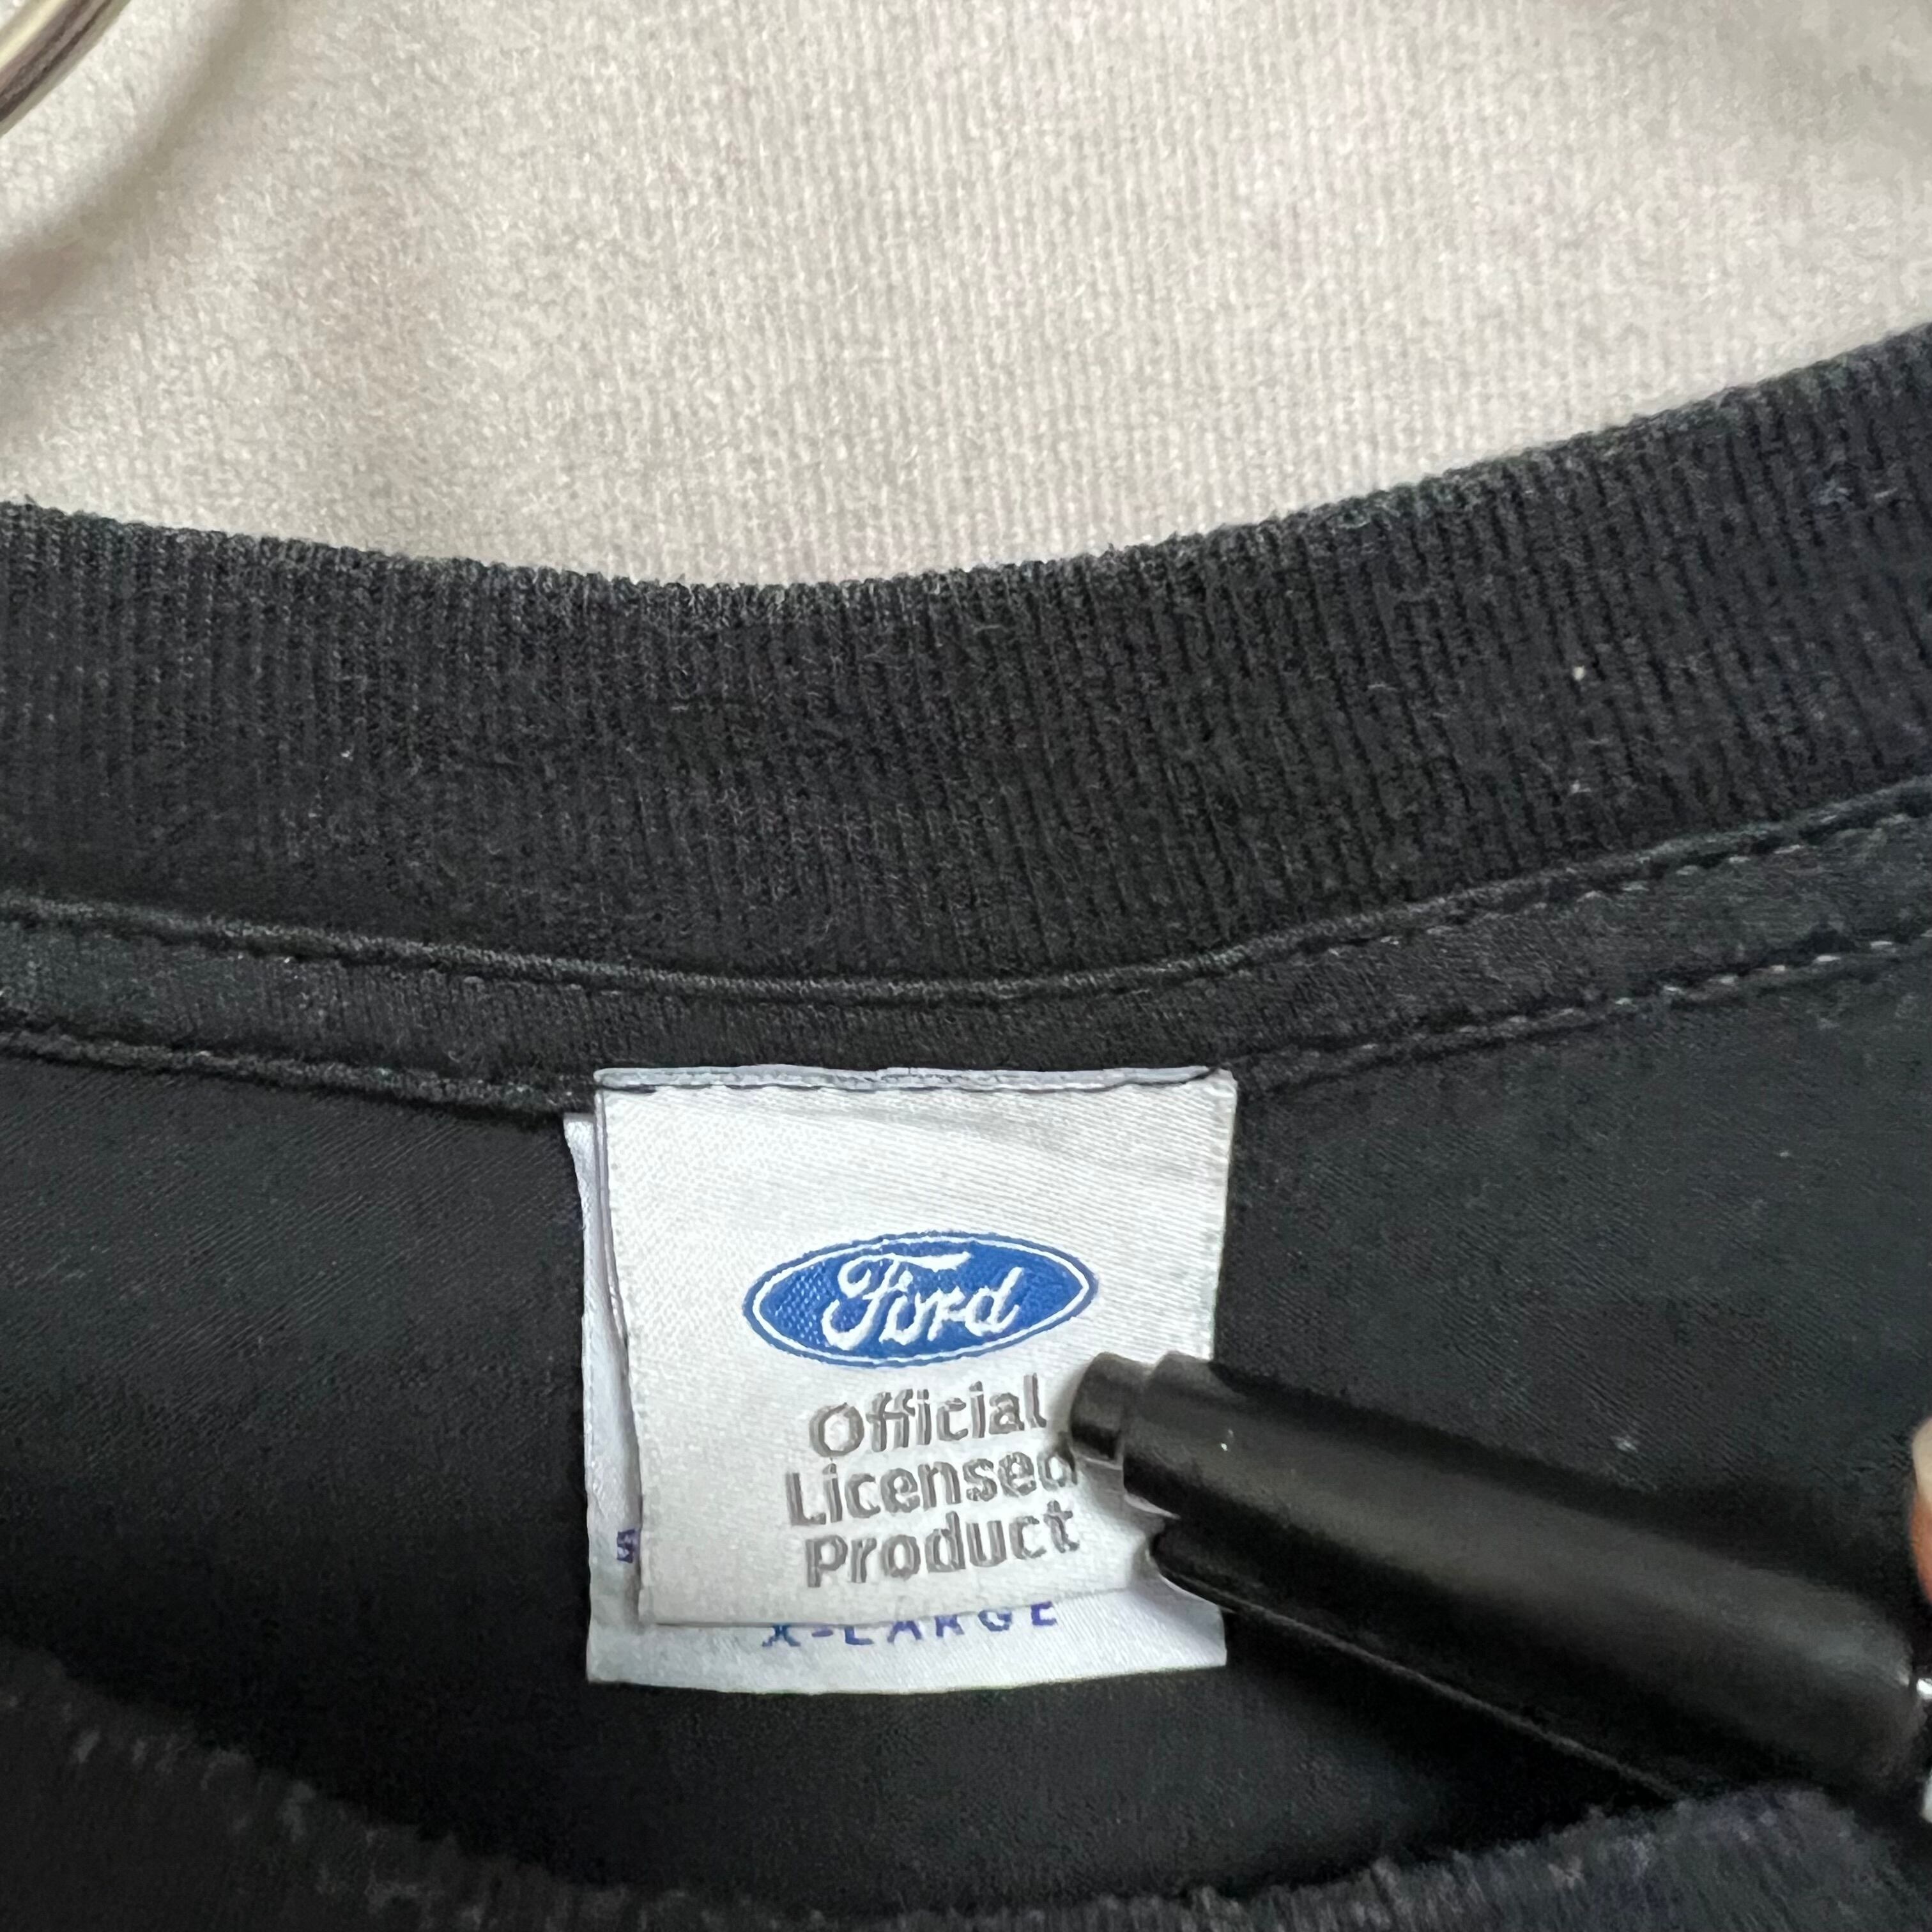 Ford
Official
Licensed
Product
X-LARGE